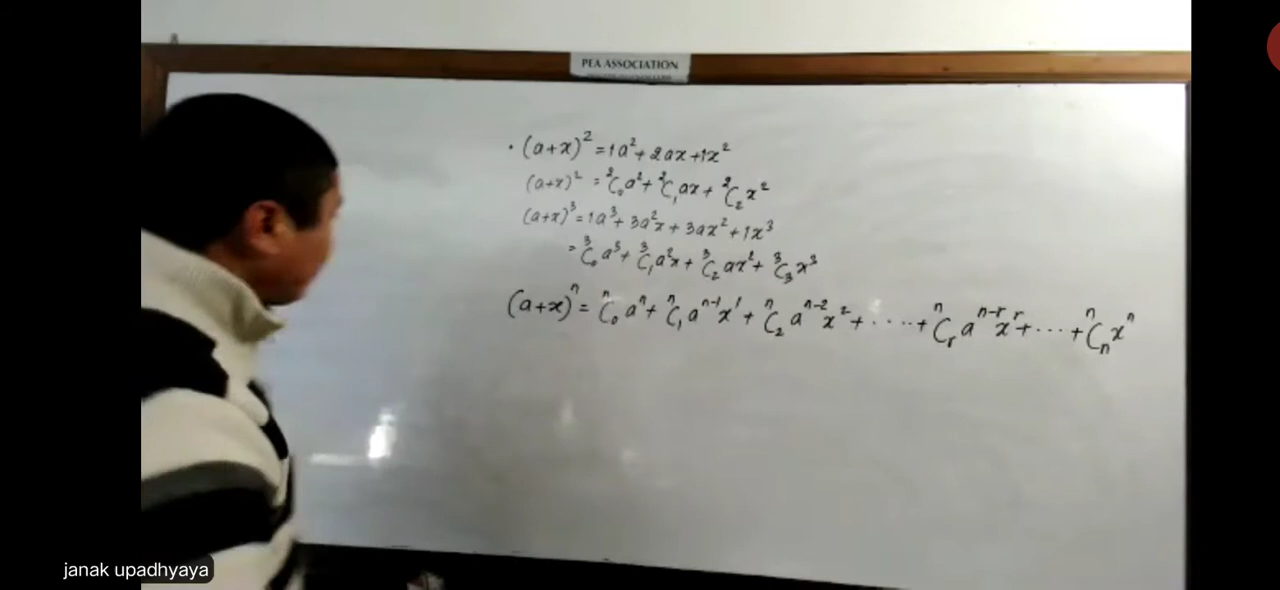 PEA ASSOCIATION
. (a+x)² = 1a² + 2ax + 1x²
(a+x)² = ²C₀a² + ²C₁ax + ²C₂x²
(a+x)³ = 1a³ + 3a²x + 3ax² + 1x³
= ³C₀a³ + ³C₁a²x + ³C₂ax² + ³C₃x³
(a+x)ⁿ = ⁿC₀aⁿ + ⁿC₁aⁿ⁻¹x¹ + ⁿC₂aⁿ⁻²x² + ..... + ⁿCᵣaⁿ⁻ʳxʳ + ... + ⁿCₙxⁿ
janak upadhyaya